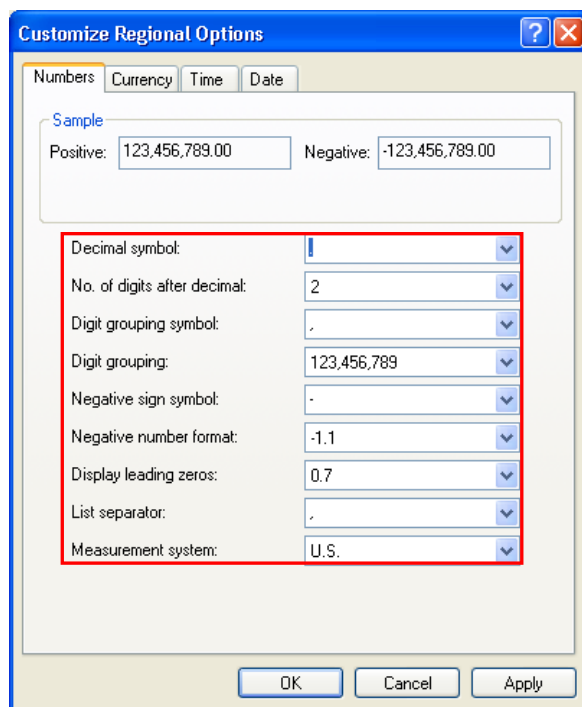 Customize Regional Options
Numbers Currency Time Date
Sample
Positive: 123,456,789.00 Negative: -123,456,789.00
Decimal symbol: .
No. of digits after decimal: 2
Digit grouping symbol: ,
Digit grouping: 123,456,789
Negative sign symbol: -
Negative number format: -1.1
Display leading zeros: 0.7
List separator: ,
Measurement system: U.S.
OK Cancel Apply